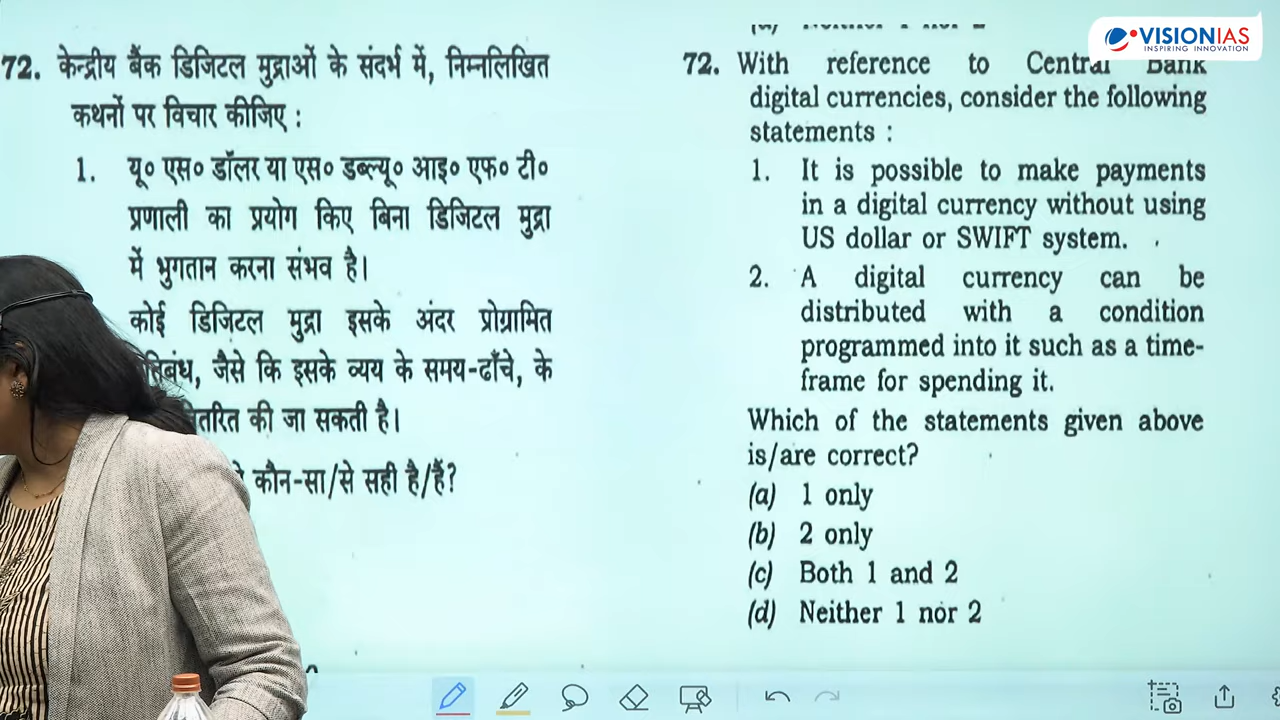 VISIONIAS
INSPIRING INNOVATION
72. केन्द्रीय बैंक डिजिटल मुद्राओं के संदर्भ में, निम्नलिखित
कथनों पर विचार कीजिए :
1. यू० एस० डॉलर या एस० डब्ल्यू० आइ० एफ० टी०
प्रणाली का प्रयोग किए बिना डिजिटल मुद्रा
में भुगतान करना संभव है।
कोई डिजिटल मुद्रा इसके अंदर प्रोग्रामित
जैसे कि इसके व्यय के समय-ढाँचे, के
की जा सकती है।
कौन-सा/से सही है/हैं?
72. With reference to Central Bank
digital currencies, consider the following
statements :
1. It is possible to make payments
in a digital currency without using
US dollar or SWIFT system.
2. A digital currency can be
distributed with a condition
programmed into it such as a time-
frame for spending it.
Which of the statements given above
is/are correct?
(a) 1 only
(b) 2 only
(c) Both 1 and 2
(d) Neither 1 nor 2